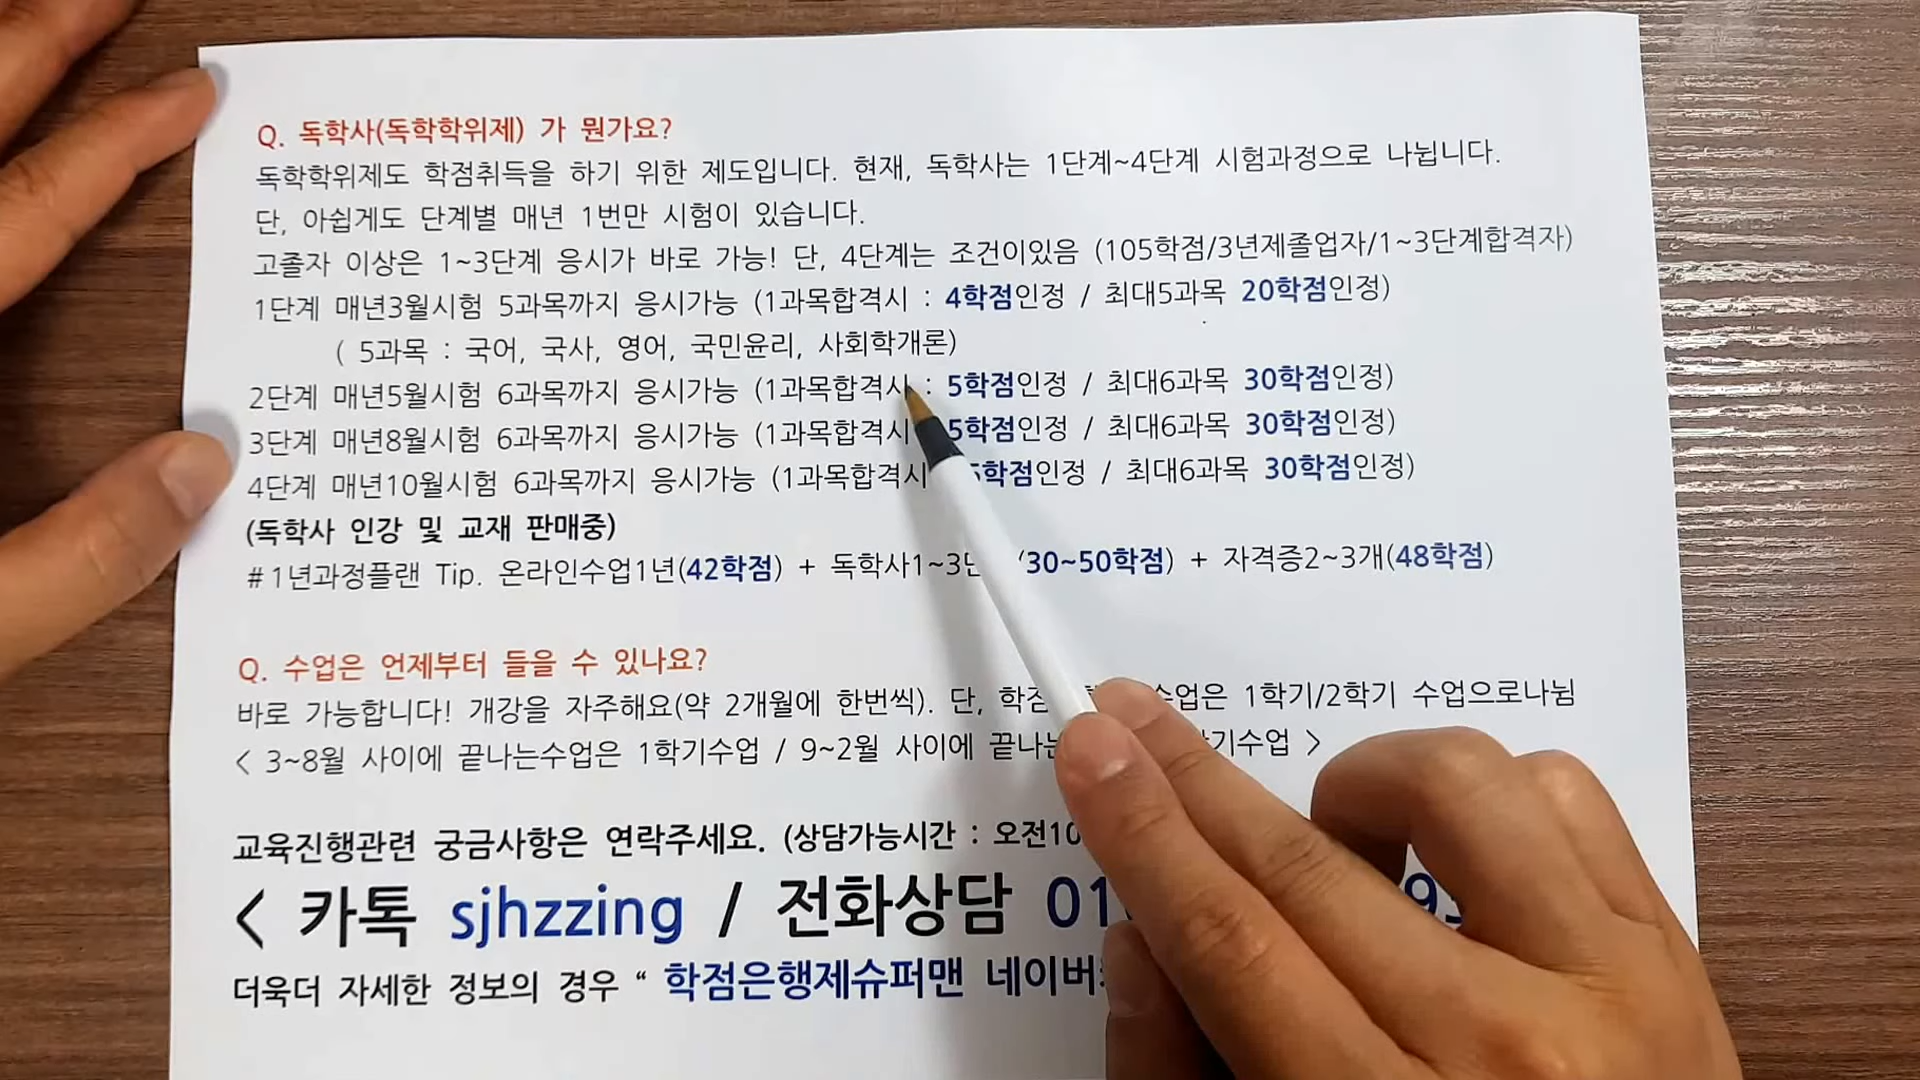 Q. 독학사(독학학위제) 가 뭔가요?
독학학위제도 학점취득을 하기 위한 제도입니다. 현재, 독학사는 1단계~4단계 시험과정으로 나뉩니다.
단, 아쉽게도 단계별 매년 1번만 시험이 있습니다.
고졸자 이상은 1~3단계 응시가 바로 가능! 단, 4단계는 조건이있음 (105학점/3년제졸업자/1~3단계합격자)
1단계 매년3월시험 5과목까지 응시가능 (1과목합격시 : 4학점인정 / 최대5과목 20학점인정)
( 5과목 : 국어, 국사, 영어, 국민윤리, 사회학개론)
2단계 매년5월시험 6과목까지 응시가능 (1과목합격시 : 5학점인정 / 최대6과목 30학점인정)
3단계 매년8월시험 6과목까지 응시가능 (1과목합격시 5학점인정 / 최대6과목 30학점인정)
4단계 매년10월시험 6과목까지 응시가능 (1과목합격시 5학점인정 / 최대6과목 30학점인정)
(독학사 인강 및 교재 판매중)
#1년과정플랜 Tip. 온라인수업1년(42학점) + 독학사1~3 (30~50학점) + 자격증2~3개(48학점)
Q. 수업은 언제부터 들을 수 있나요?
바로 가능합니다! 개강을 자주해요(약 2개월에 한번씩). 단, 수업은 1학기/2학기 수업으로나뉨
< 3~8월 사이에 끝나는수업은 1학기수업 / 9~2월 사이에 끝나는 학기수업 >
교육진행관련 궁금사항은 연락주세요. (상담가능시간 : 오전10
< 카톡 sjhzzing / 전화상담 01
더욱더 자세한 정보의 경우 “ 학점은행제슈퍼맨 네이버